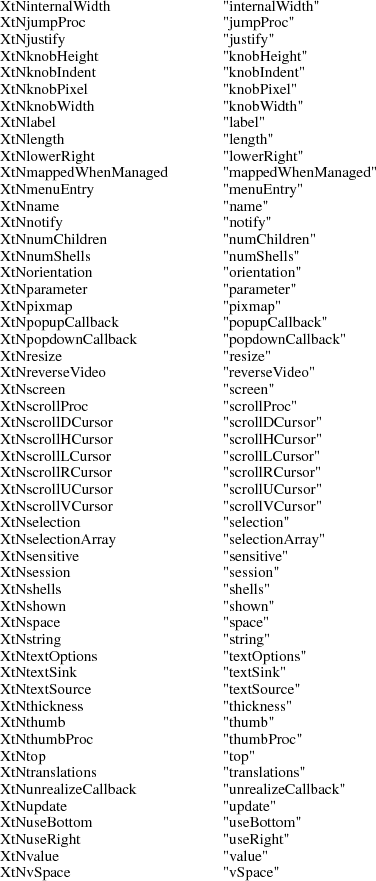 XtNinternalWidth "internalWidth"
XtNjumpProc "jumpProc"
XtNjustify "justify"
XtNknobHeight "knobHeight"
XtNknobIndent "knobIndent"
XtNknobPixel "knobPixel"
XtNknobWidth "knobWidth"
XtNlabel "label"
XtNlength "length"
XtNlowerRight "lowerRight"
XtNmappedWhenManaged "mappedWhenManaged"
XtNmenuEntry "menuEntry"
XtNname "name"
XtNnotify "notify"
XtNnumChildren "numChildren"
XtNnumShells "numShells"
XtNorientation "orientation"
XtNparameter "parameter"
XtNpixmap "pixmap"
XtNpopupCallback "popupCallback"
XtNpopdownCallback "popdownCallback"
XtNresize "resize"
XtNreverseVideo "reverseVideo"
XtNscreen "screen"
XtNscrollProc "scrollProc"
XtNscrollDCursor "scrollDCursor"
XtNscrollHCursor "scrollHCursor"
XtNscrollLCursor "scrollLCursor"
XtNscrollRCursor "scrollRCursor"
XtNscrollUCursor "scrollUCursor"
XtNscrollVCursor "scrollVCursor"
XtNselection "selection"
XtNselectionArray "selectionArray"
XtNsensitive "sensitive"
XtNsession "session"
XtNshells "shells"
XtNshown "shown"
XtNspace "space"
XtNstring "string"
XtNtextOptions "textOptions"
XtNtextSink "textSink"
XtNtextSource "textSource"
XtNthickness "thickness"
XtNthumb "thumb"
XtNthumbProc "thumbProc"
XtNtop "top"
XtNtranslations "translations"
XtNunrealizeCallback "unrealizeCallback"
XtNupdate "update"
XtNuseBottom "useBottom"
XtNuseRight "useRight"
XtNvalue "value"
XtNvSpace "vSpace"